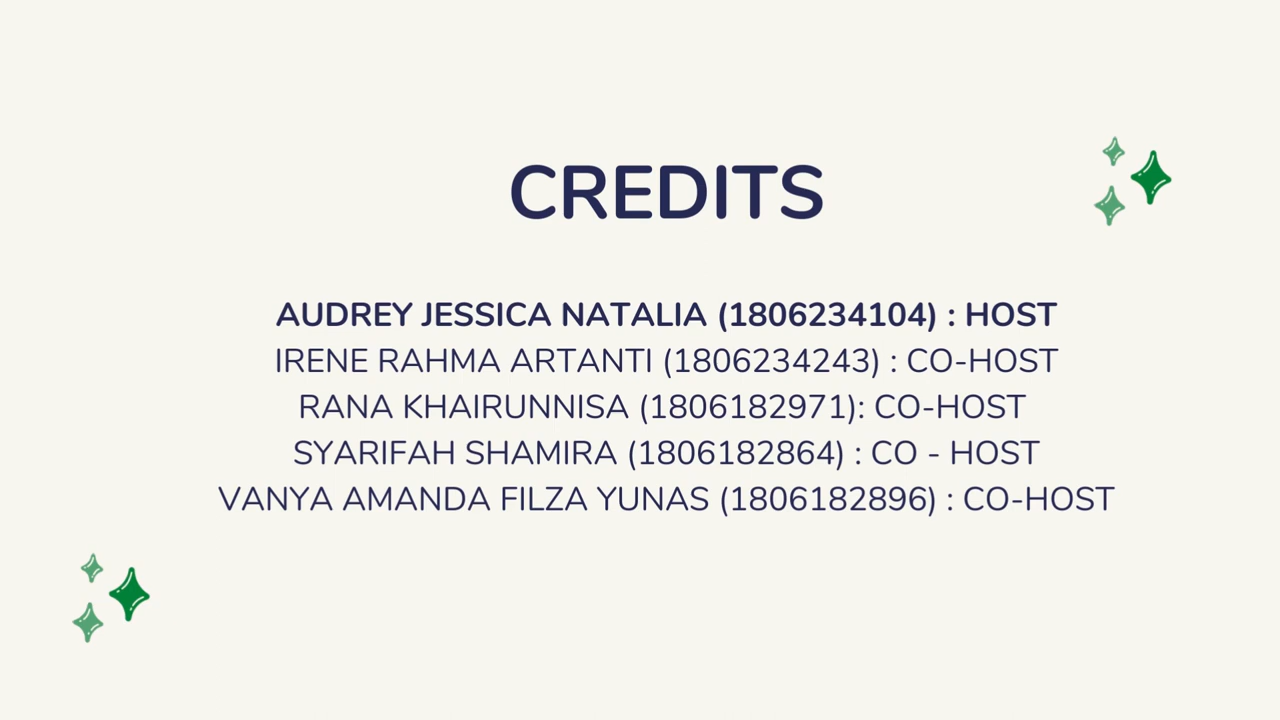 CREDITS
AUDREY JESSICA NATALIA (1806234104) : HOST
IRENE RAHMA ARTANTI (1806234243) : CO-HOST
RANA KHAIRUNNISA (1806182971): CO-HOST
SYARIFAH SHAMIRA (1806182864) : CO - HOST
VANYA AMANDA FILZA YUNAS (1806182896) : CO-HOST